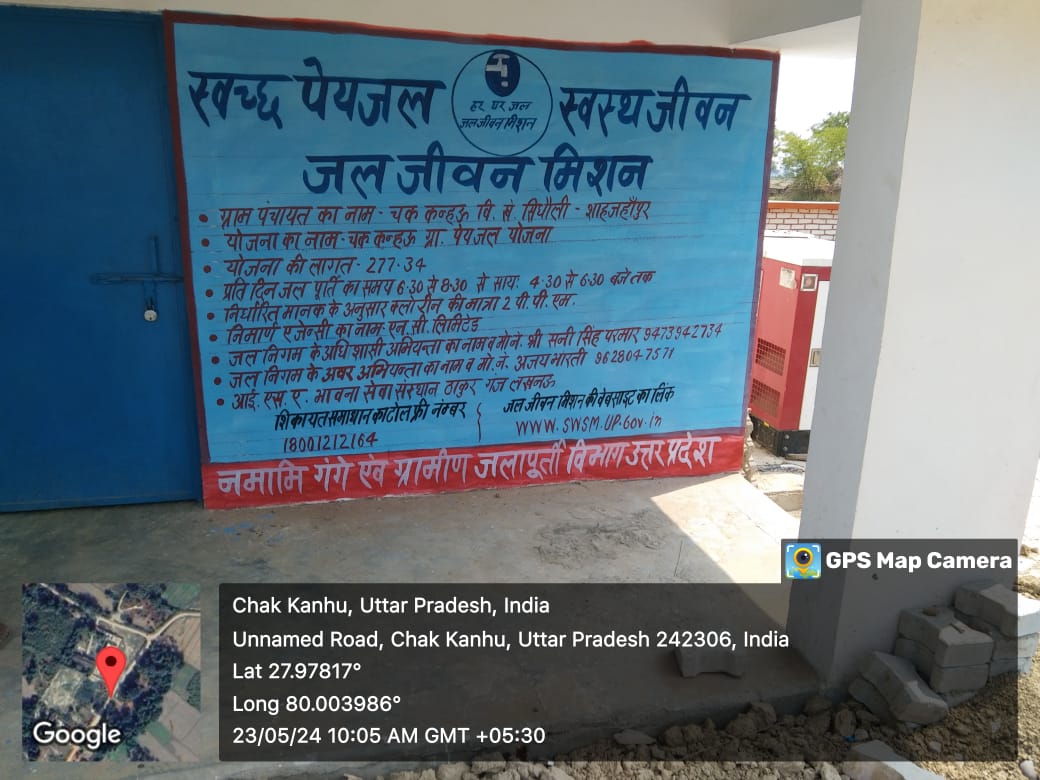 स्वच्छ पेयजल
हर घर जल
जल जीवन मिशन
स्वस्थ जीवन
जल जीवन मिशन
• ग्राम पंचायत का नाम - चक कन्हऊ वि. खं. सिधौली - शाहजहाँपुर
• योजना का नाम - चक कन्हऊ ग्रा. पेयजल योजना
• योजना की लागत - 277.34
• प्रति दिन जल पूर्ति का समय 6.30 से 8.30 से सायः 4.30 से 6.30 बजे तक
• निर्धारित मानक के अनुसार क्लोरीन की मात्रा 2 पी. पी. एम.
• निमार्ण एजेन्सी का नाम- एन. सी. लिमिटेड
• जल निगम के अधिशासी अभियन्ता का नाम व मो.नं. श्री सनी सिंह परमार 9473942734
• जल निगम के अवर अभियन्ता का नाम व मो. नं. अजय भारती 9628047571
• आई. एस. ए. भावना सेवा संस्थान ठाकुर गंज लखनऊ
शिकायत समाधान का टोल फ्री नंम्बर
18001212164
जल जीवन मिशन की वेबसाइट का लिंक
WWW.SWSM.UP.Gov.in
नमामि गंगे एंव ग्रामीण जलापूर्ती विभाग उत्तर प्रदेश
GPS Map Camera
Chak Kanhu, Uttar Pradesh, India
Unnamed Road, Chak Kanhu, Uttar Pradesh 242306, India
Lat 27.97817°
Long 80.003986°
23/05/24 10:05 AM GMT +05:30
Google